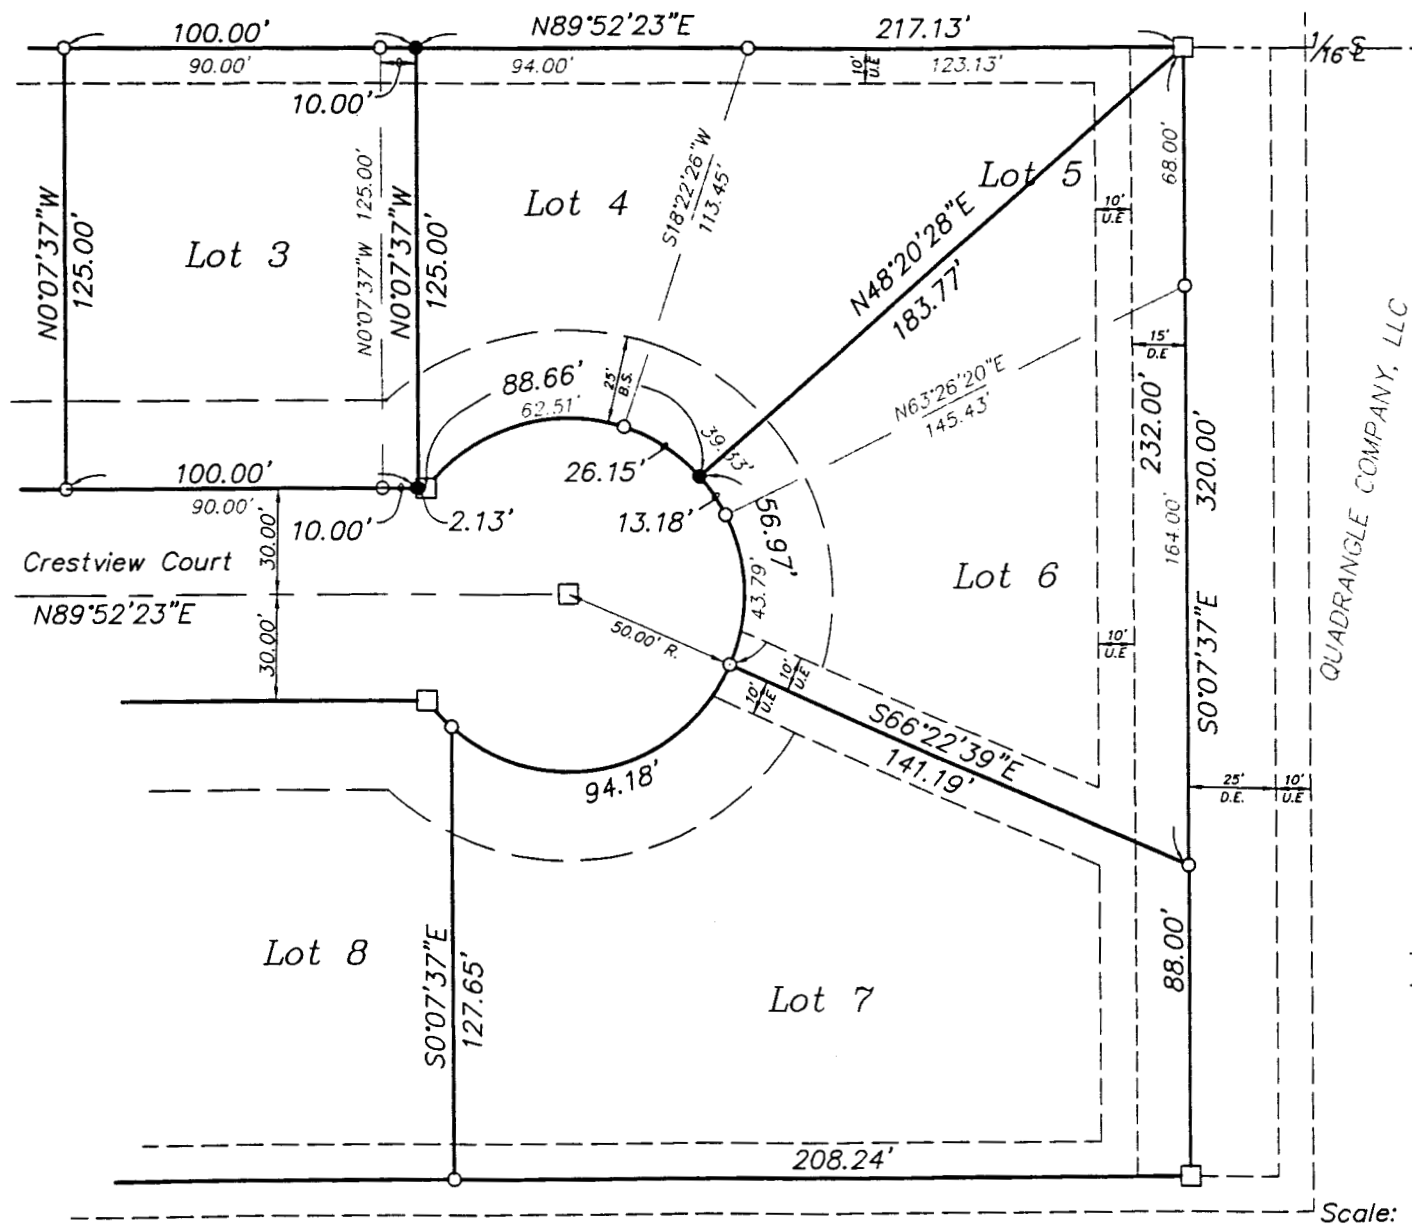 100.00'
N89°52'23"E
217.13'
90.00'
94.00'
10'
U.E
123.13'
1/16 ℄
10.00'
N0°07'37"W
125.00'
N0°07'37"W 125.00'
N0°07'37"W
125.00'
Lot 3
Lot 4
S18°22'26"W
113.45'
Lot 5
68.00'
10'
U.E
N48°20'28"E
183.77'
15'
D.E
N63°26'20"E
145.43'
QUADRANGLE COMPANY, LLC
88.66'
62.51'
25'
B.S.
39.33'
26.15'
13.18'
56.97'
43.79'
232.00'
320.00'
164.00'
S0°07'37"E
100.00'
90.00'
10.00'
2.13'
30.00'
Crestview Court
N89°52'23"E
30.00'
50.00' R.
Lot 6
10'
U.E
10'
U.E
10'
U.E
S66°22'39"E
141.19'
94.18'
25'
D.E.
10'
U.E
Lot 8
S0°07'37"E
127.65'
Lot 7
88.00'
208.24'
Scale: